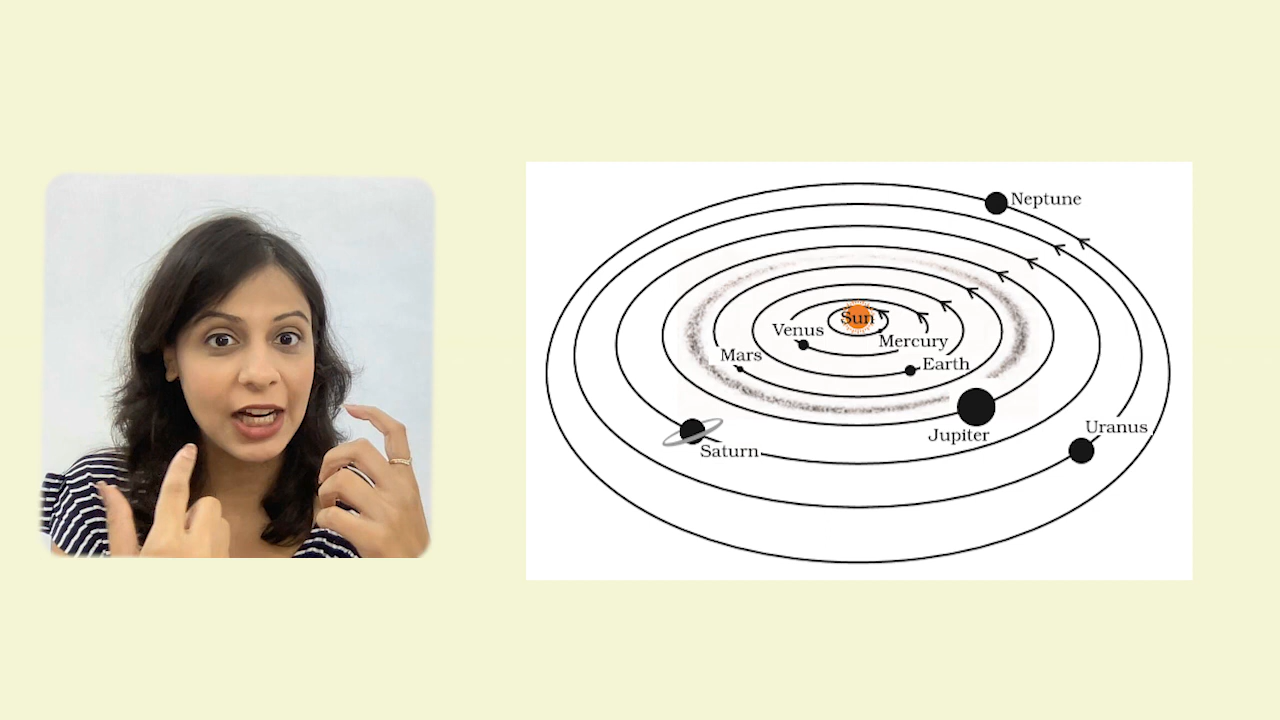 Neptune
Sun
Venus
Mercury
Mars
Earth
Jupiter
Uranus
Saturn